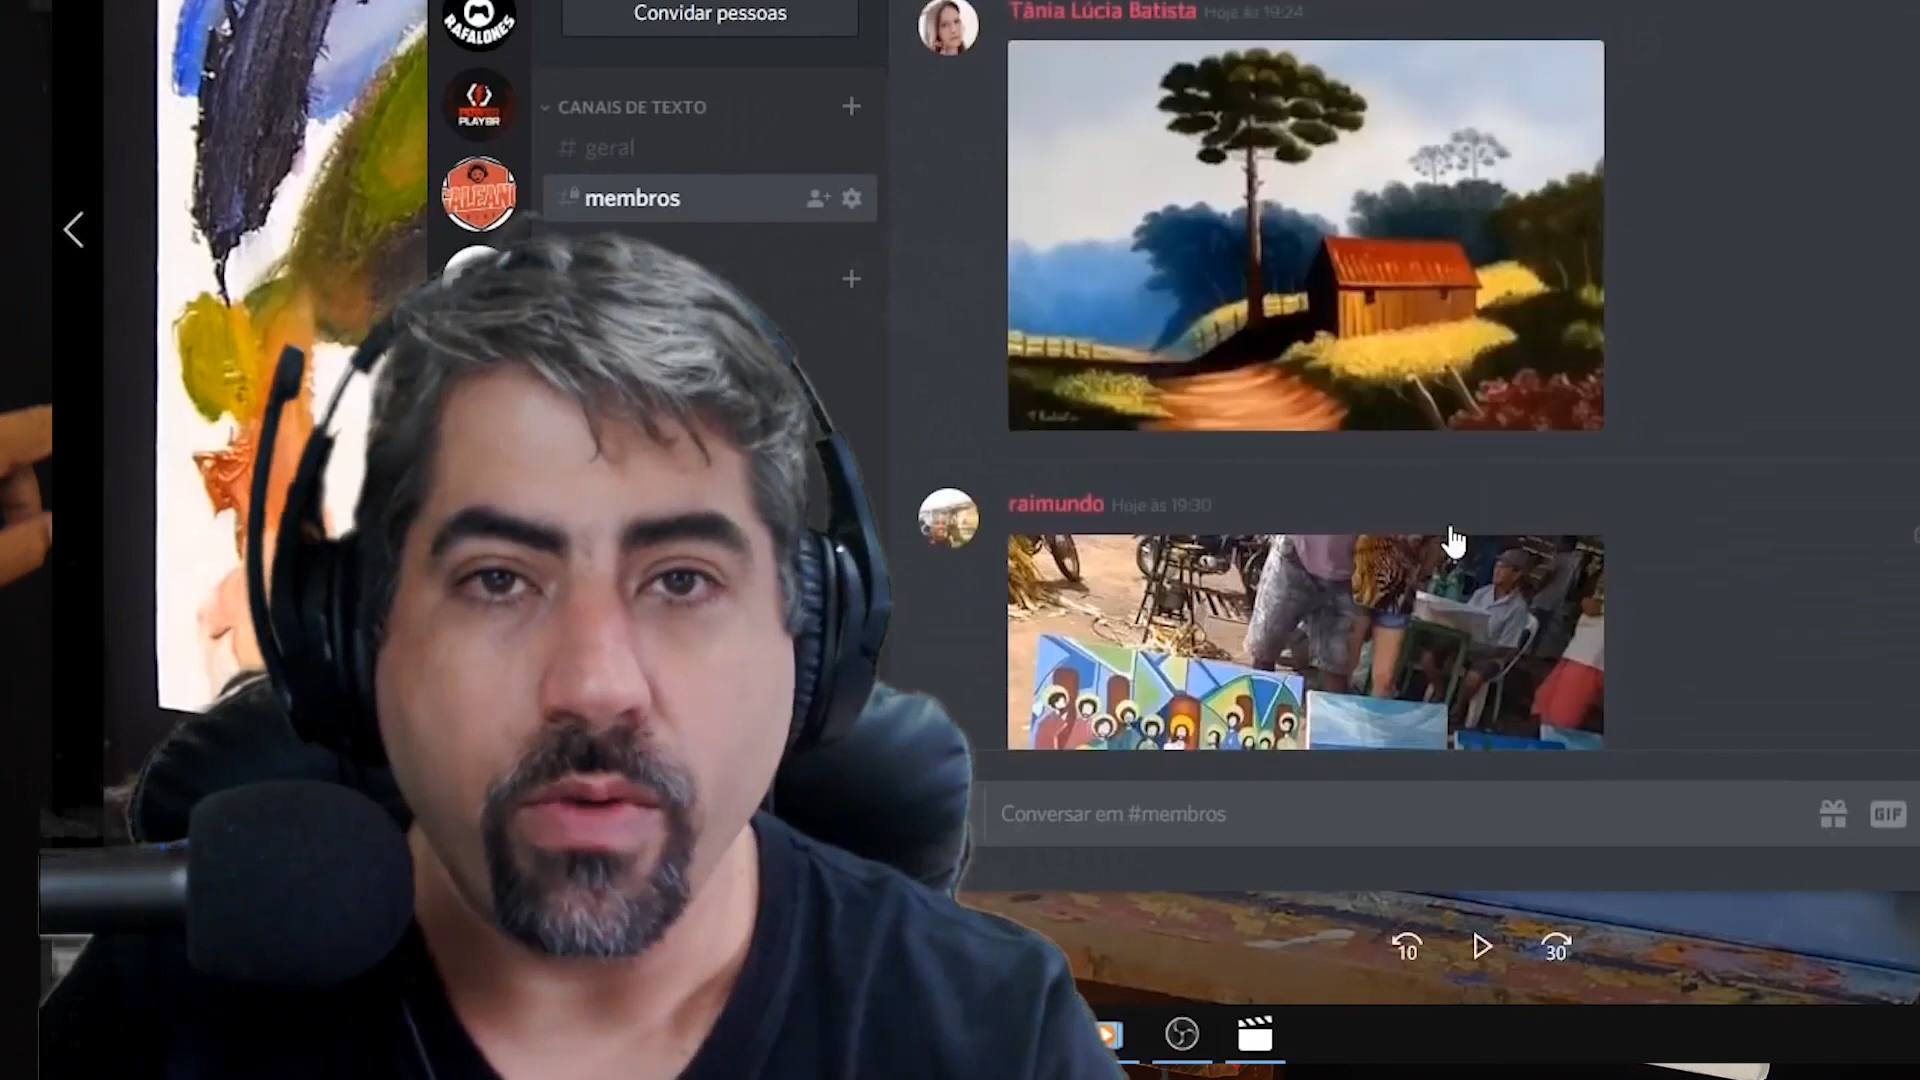 RAFALONES
Convidar pessoas
POWER
PLAYER
CANAIS DE TEXTO
# geral
membros
Tânia Lúcia Batista Hoje às 19:24
raimundo Hoje às 19:30
Conversar em #membros
GIF
10
30